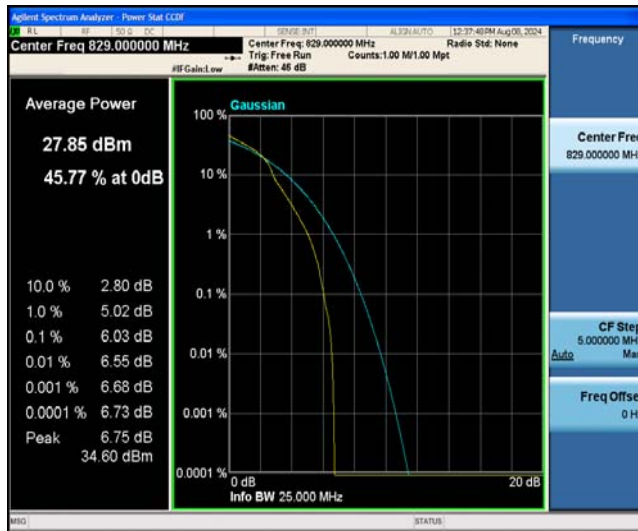 Agilent Spectrum Analyzer - Power Stat CCDF
RL RF 50 Ω DC SENSE:INT ALIGN AUTO 12:37:48 PM Aug 08, 2024
Center Freq 829.000000 MHz
Center Freq: 829.000000 MHz Radio Std: None
Trig: Free Run Counts:1.00 M/1.00 Mpt
#IFGain:Low #Atten: 46 dB
Frequency
Average Power
27.85 dBm
45.77 % at 0dB
10.0 % 2.80 dB
1.0 % 5.02 dB
0.1 % 6.03 dB
0.01 % 6.55 dB
0.001 % 6.68 dB
0.0001 % 6.73 dB
Peak 6.75 dB
34.60 dBm
Gaussian
100 %
10 %
1 %
0.1 %
0.01 %
0.001 %
0.0001 %
0 dB 20 dB
Info BW 25.000 MHz
Center Fre
829.000000 MH
CF Step
5.000000 MH
Auto Ma
Freq Offse
0 H
MSG STATUS